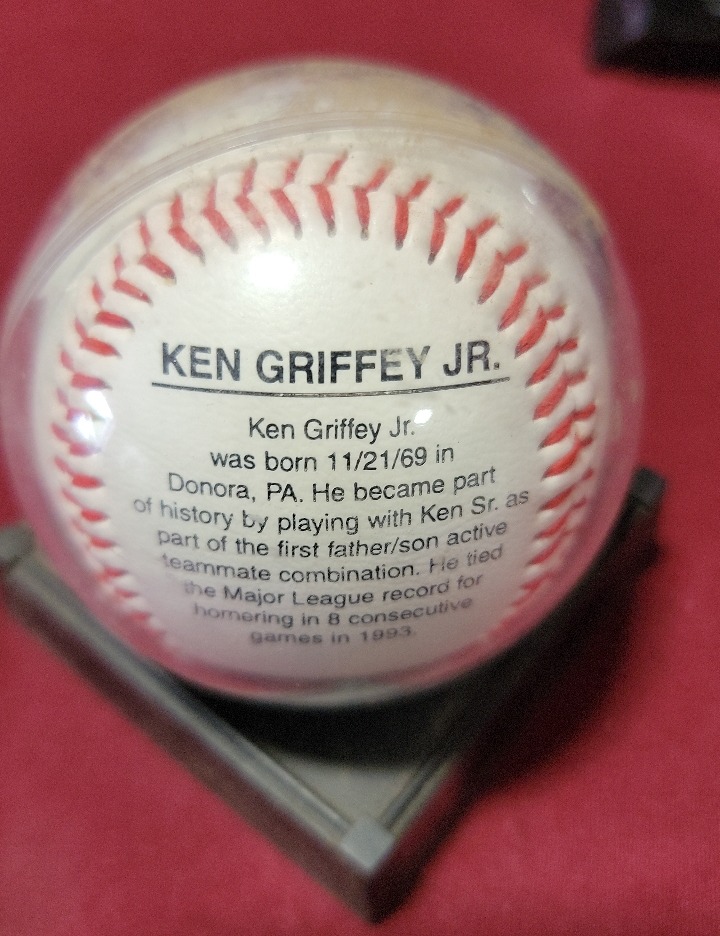 KEN GRIFFEY JR.
Ken Griffey Jr.
was born 11/21/69 in
Donora, PA. He became part
of history by playing with Ken Sr. as
part of the first father/son active
teammate combination. He tied
the Major League record for
homering in 8 consecutive
games in 1993.